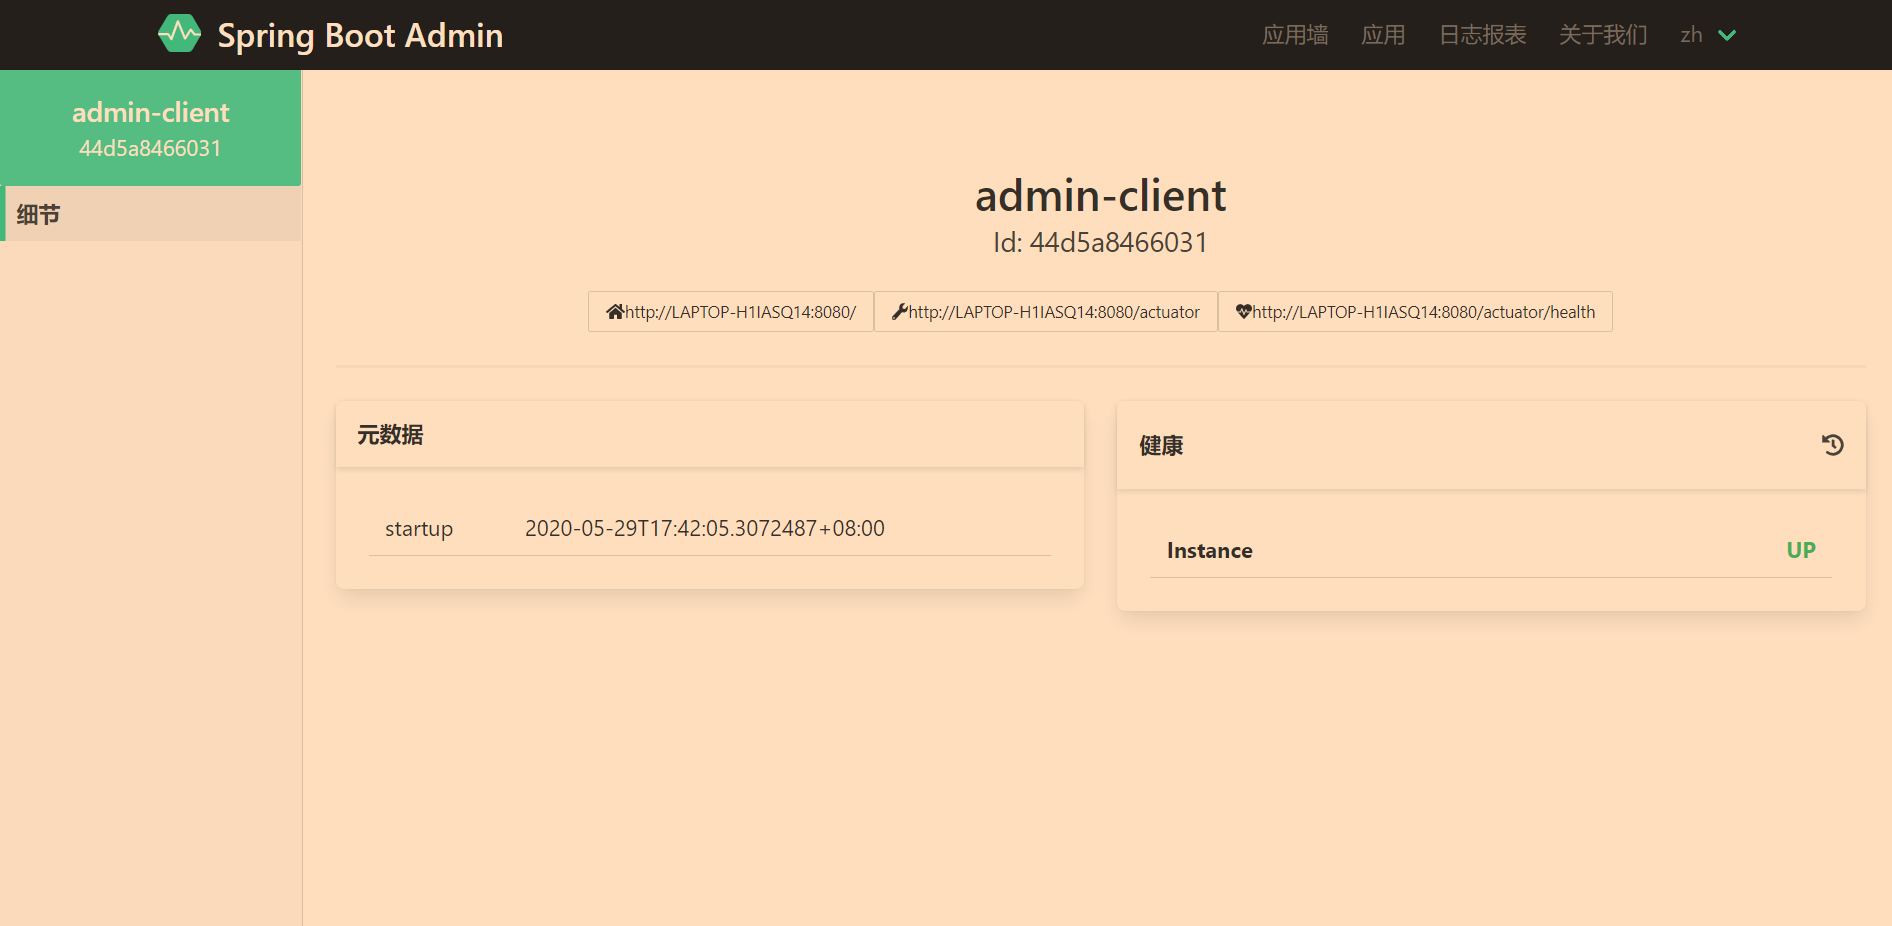 Spring Boot Admin
应用墙 应用 日志报表 关于我们 zh
admin-client
44d5a8466031
细节
admin-client
Id: 44d5a8466031
http://LAPTOP-H1IASQ14:8080/ http://LAPTOP-H1IASQ14:8080/actuator http://LAPTOP-H1IASQ14:8080/actuator/health
元数据
startup 2020-05-29T17:42:05.3072487+08:00
健康
Instance UP